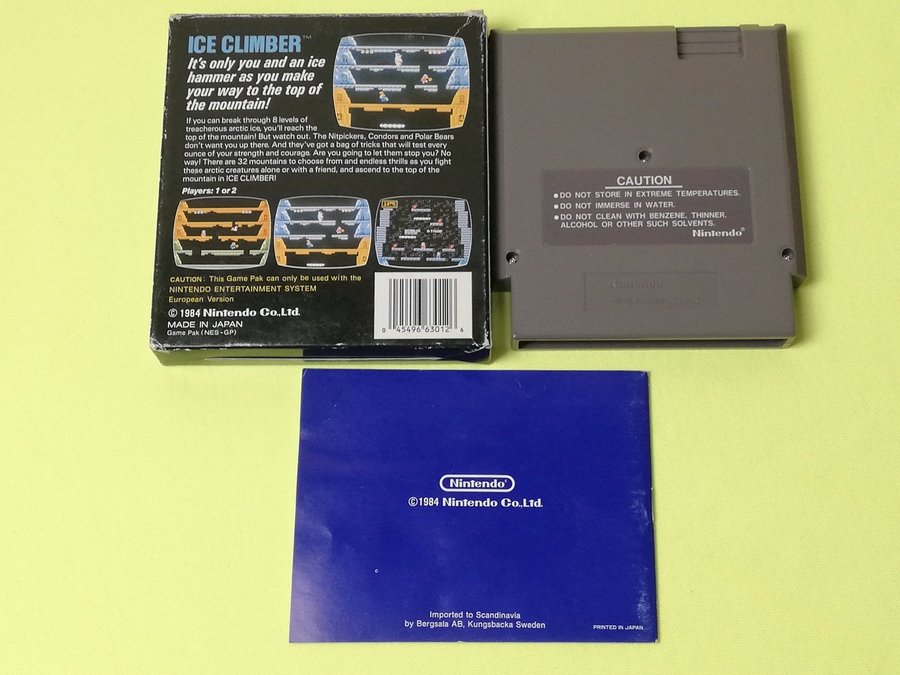 ICE CLIMBER™
It's only you and an ice
hammer as you make
your way to the top of
the mountain!
If you can break through 8 levels of
treacherous arctic ice, you'll reach the
top of the mountain! But watch out. The Nitpickers, Condors and Polar Bears
don't want you up there. And they've got a bag of tricks that will test every
ounce of your strength and courage. Are you going to let them stop you? No
way! There are 32 mountains to choose from and endless thrills as you fight
these arctic creatures alone or with a friend, and ascend to the top of the
mountain in ICE CLIMBER!
Players: 1 or 2
BONUS STAGE
CAUTION: This Game Pak can only be used with the
NINTENDO ENTERTAINMENT SYSTEM
European Version
© 1984 Nintendo Co., Ltd.
MADE IN JAPAN
Game Pak (NES-GP)
0 45496 63012 6
CAUTION
●DO NOT STORE IN EXTREME TEMPERATURES.
●DO NOT IMMERSE IN WATER.
●DO NOT CLEAN WITH BENZENE, THINNER,
ALCOHOL OR OTHER SUCH SOLVENTS.
Nintendo®
Nintendo
Nintendo®
©1984 Nintendo Co., Ltd.
Imported to Scandinavia
by Bergsala AB, Kungsbacka Sweden
PRINTED IN JAPAN